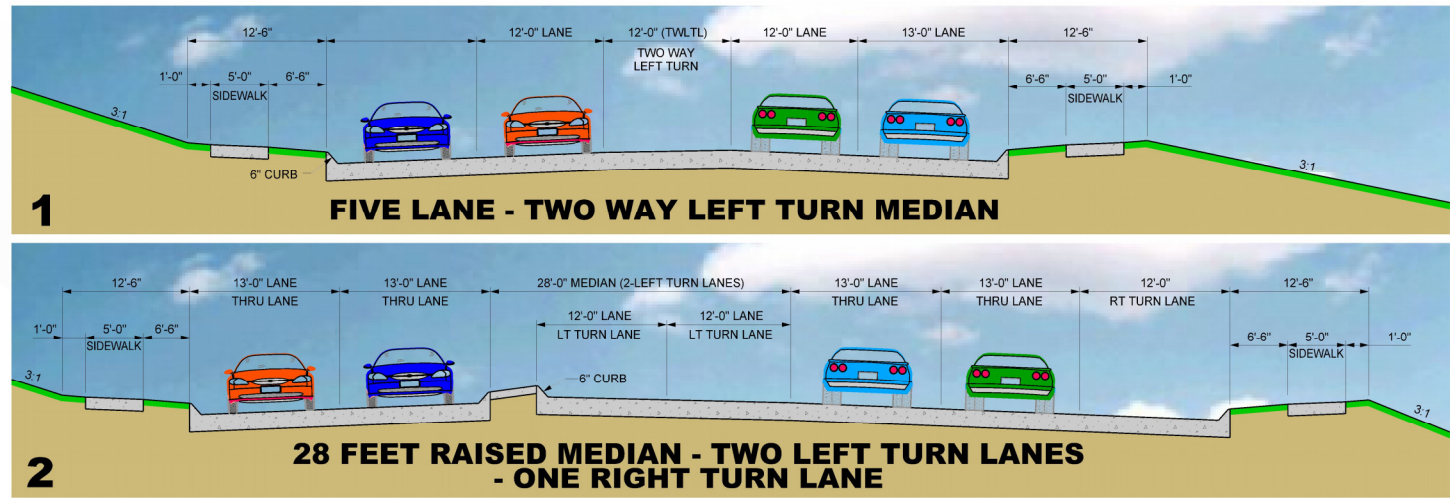 12'-6" 12'-0" LANE 12'-0" (TWLTL) 12'-0" LANE 13'-0" LANE 12'-6"
TWO WAY
LEFT TURN
1'-0" 5'-0" 6'-6" 6'-6" 5'-0" 1'-0"
SIDEWALK SIDEWALK
3:1
3:1
6" CURB
1
FIVE LANE - TWO WAY LEFT TURN MEDIAN
12'-6" 13'-0" LANE 13'-0" LANE 28'-0" MEDIAN (2-LEFT TURN LANES) 13'-0" LANE 13'-0" LANE 12'-0" 12'-6"
THRU LANE THRU LANE THRU LANE THRU LANE RT TURN LANE
12'-0" LANE 12'-0" LANE
LT TURN LANE LT TURN LANE
1'-0" 5'-0" 6'-6" 6'-6" 5'-0" 1'-0"
SIDEWALK SIDEWALK
3:1
6" CURB
3:1
2
28 FEET RAISED MEDIAN - TWO LEFT TURN LANES
- ONE RIGHT TURN LANE